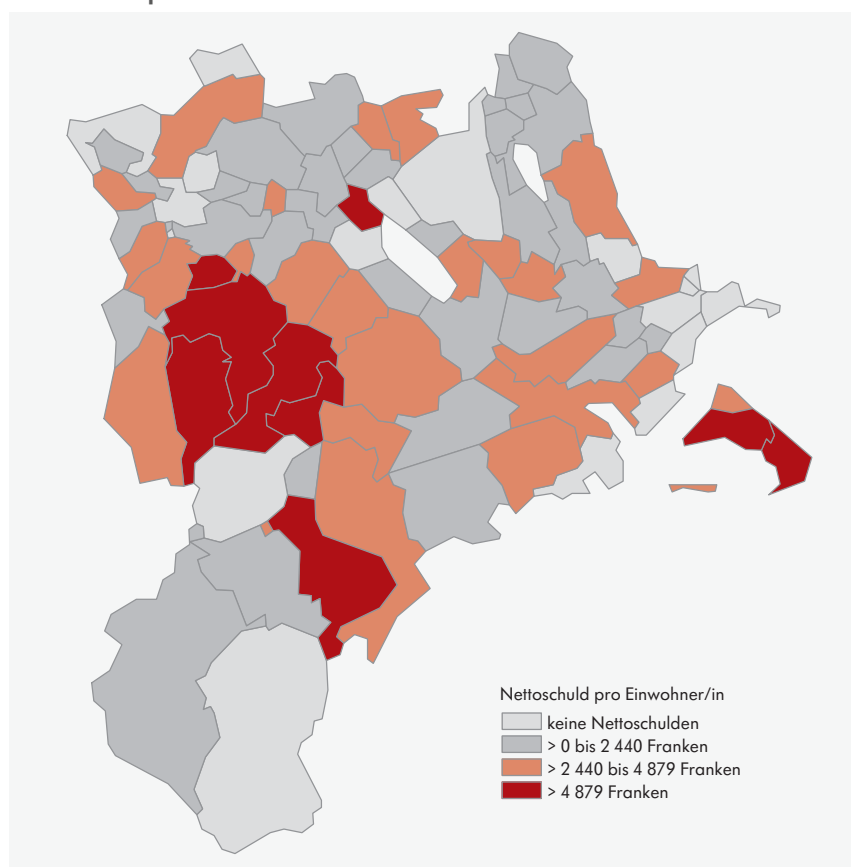 Nettoschuld pro Einwohner/in
keine Nettoschulden
> 0 bis 2 440 Franken
> 2 440 bis 4 879 Franken
> 4 879 Franken